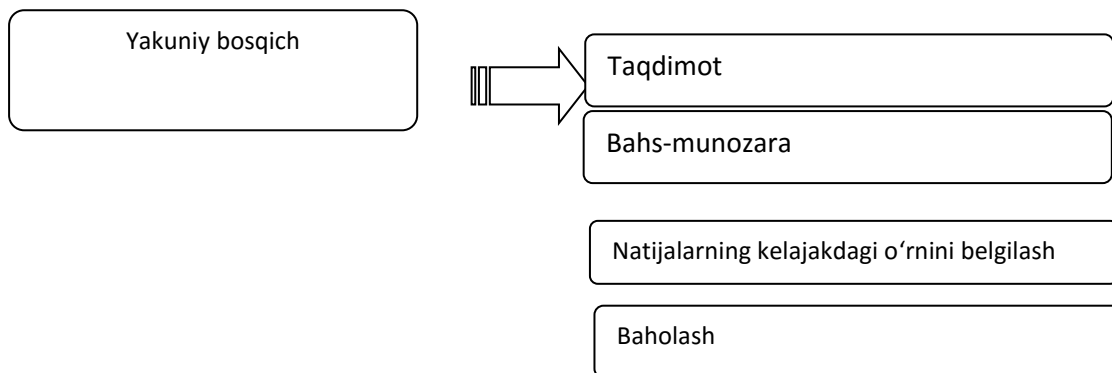 Yakuniy bosqich
Taqdimot
Bahs-munozara
Natijalarning kelajakdagi o‘rnini belgilash
Baholash